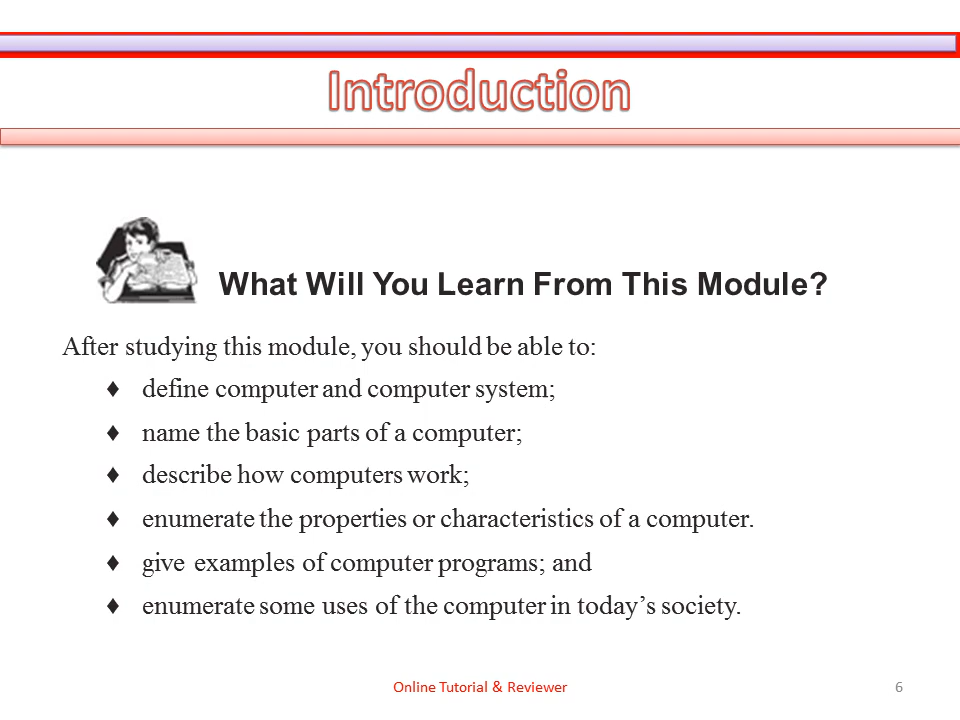 Introduction
What Will You Learn From This Module?
After studying this module, you should be able to:
♦ define computer and computer system;
♦ name the basic parts of a computer;
♦ describe how computers work;
♦ enumerate the properties or characteristics of a computer.
♦ give examples of computer programs; and
♦ enumerate some uses of the computer in today’s society.
Online Tutorial & Reviewer
6